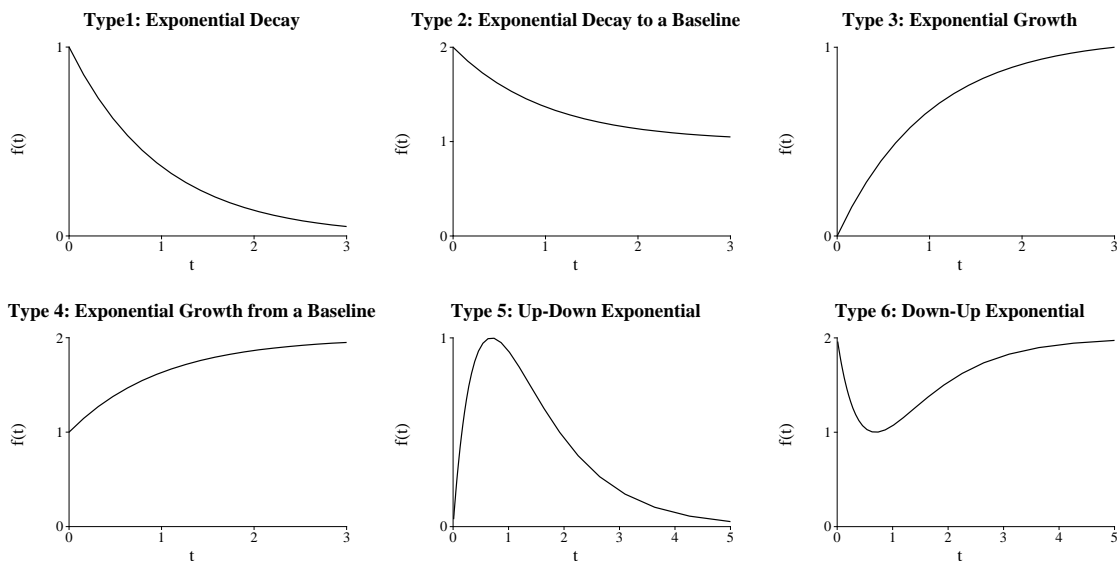 Type1: Exponential Decay
1
0
f(t)
0 1 2 3
t
Type 2: Exponential Decay to a Baseline
2
1
0
f(t)
0 1 2 3
t
Type 3: Exponential Growth
1
0
f(t)
0 1 2 3
t
Type 4: Exponential Growth from a Baseline
2
1
0
f(t)
0 1 2 3
t
Type 5: Up-Down Exponential
1
0
f(t)
0 1 2 3 4 5
t
Type 6: Down-Up Exponential
2
1
0
f(t)
0 1 2 3 4 5
t